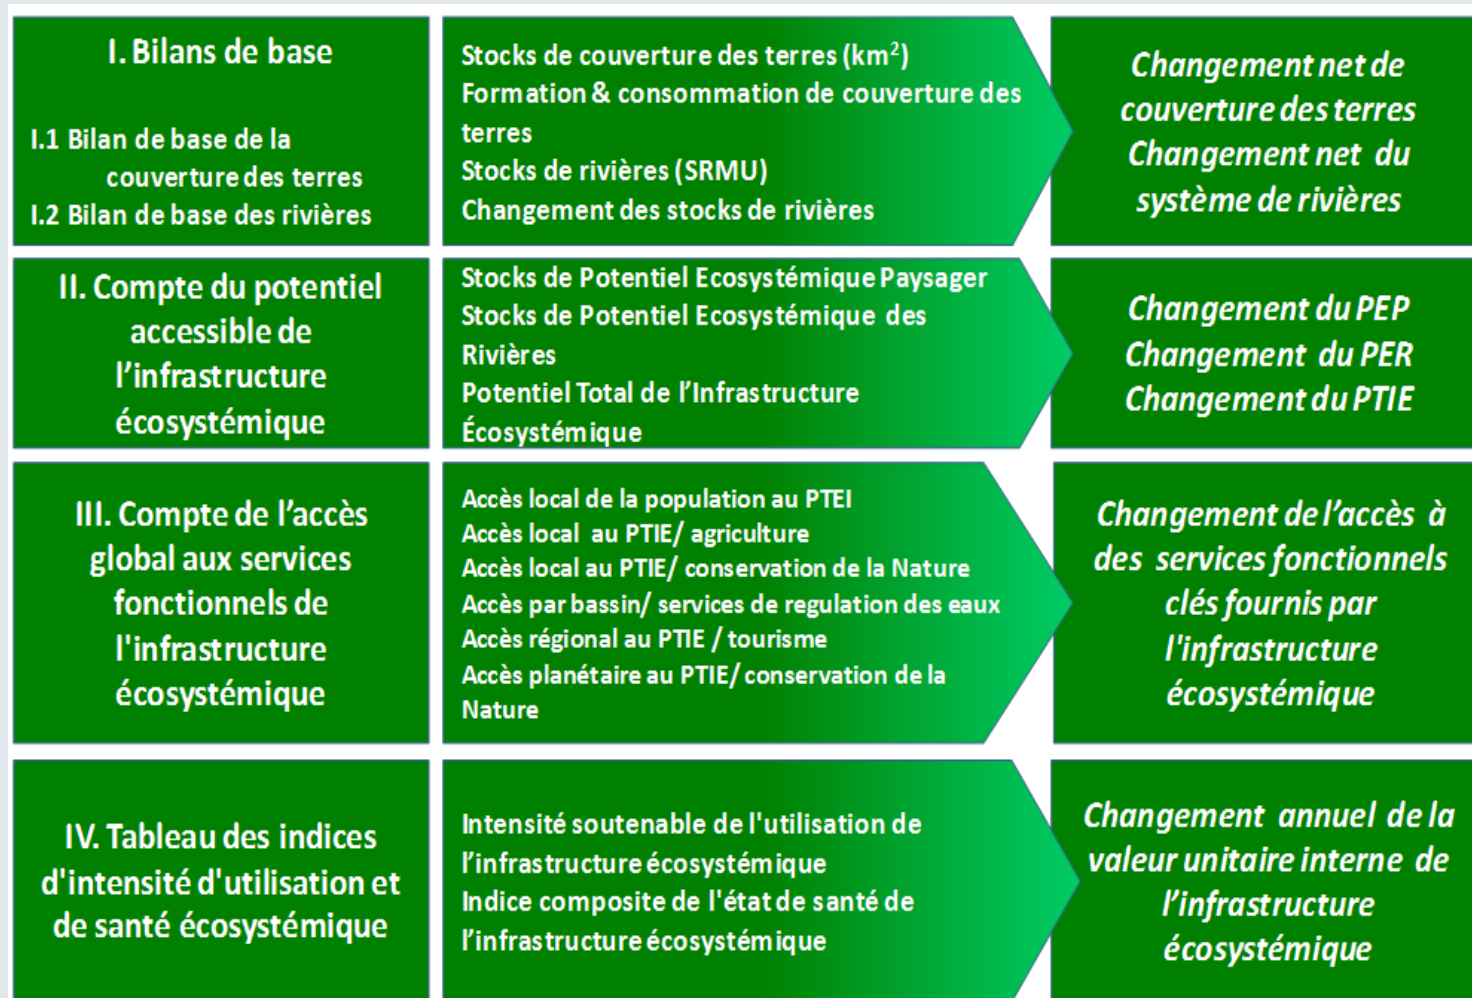 I. Bilans de base
I.1 Bilan de base de la
couverture des terres
I.2 Bilan de base des rivières
Stocks de couverture des terres (km²)
Formation & consommation de couverture des
terres
Stocks de rivières (SRMU)
Changement des stocks de rivières
Changement net de
couverture des terres
Changement net du
système de rivières
II. Compte du potentiel
accessible de
l’infrastructure
écosystémique
Stocks de Potentiel Ecosystémique Paysager
Stocks de Potentiel Ecosystémique des
Rivières
Potentiel Total de l’Infrastructure
Écosystémique
Changement du PEP
Changement du PER
Changement du PTIE
III. Compte de l’accès
global aux services
fonctionnels de
l'infrastructure
écosystémique
Accès local de la population au PTEI
Accès local au PTIE/ agriculture
Accès local au PTIE/ conservation de la Nature
Accès par bassin/ services de regulation des eaux
Accès régional au PTIE / tourisme
Accès planétaire au PTIE/ conservation de la
Nature
Changement de l’accès à
des services fonctionnels
clés fournis par
l'infrastructure
écosystémique
IV. Tableau des indices
d'intensité d'utilisation et
de santé écosystémique
Intensité soutenable de l'utilisation de
l’infrastructure écosystémique
Indice composite de l'état de santé de
l’infrastructure écosystémique
Changement annuel de la
valeur unitaire interne de
l’infrastructure
écosystémique